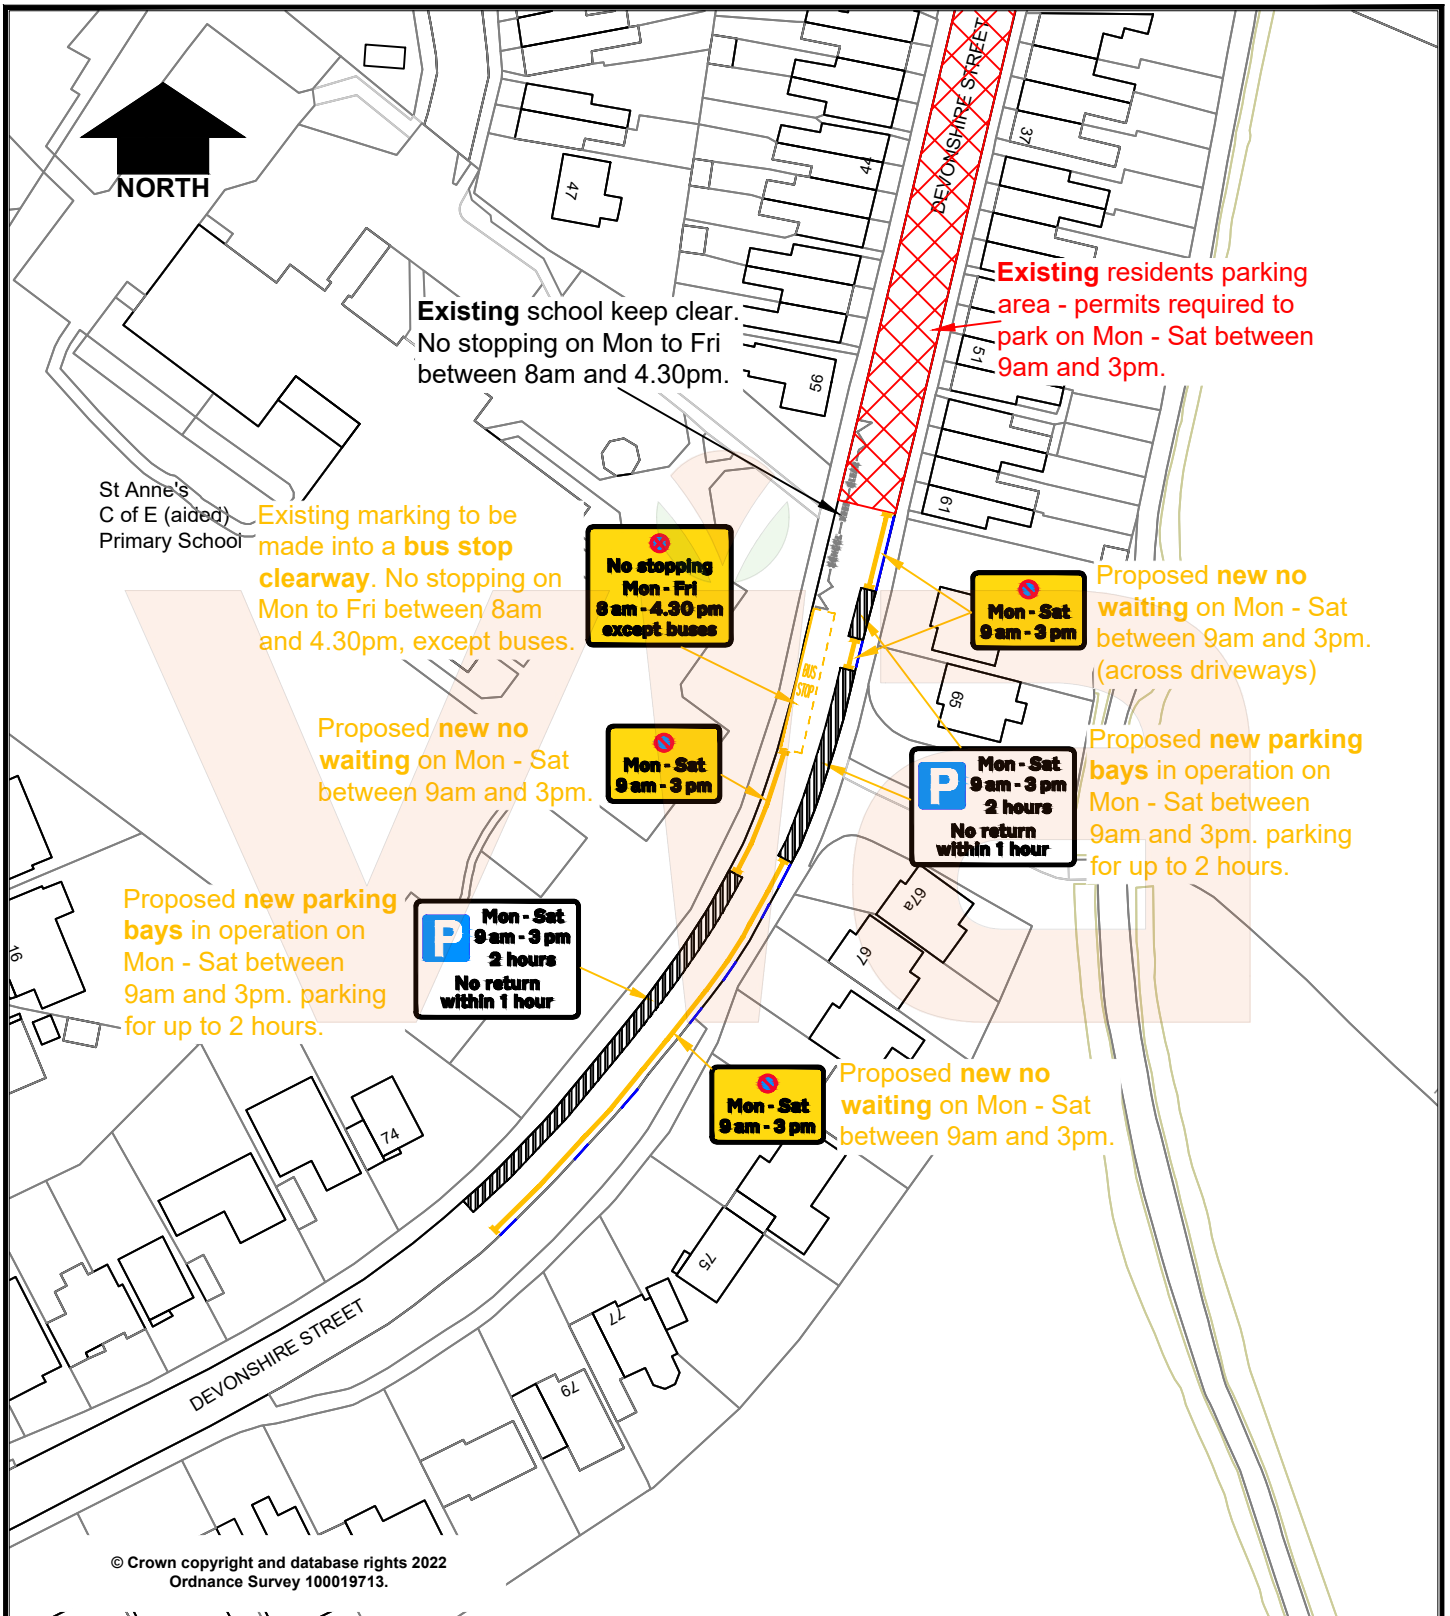 DEVONSHIRE STREET
37
44
47
NORTH
Existing residents parking
area - permits required to
park on Mon - Sat between
9am and 3pm.
Existing school keep clear.
No stopping on Mon to Fri
between 8am and 4.30pm.
51
56
61
St Anne's
C of E (aided)
Primary School
Existing marking to be
made into a bus stop
clearway. No stopping on
Mon to Fri between 8am
and 4.30pm, except buses.
No stopping
Mon - Fri
8 am - 4.30 pm
except buses
Mon - Sat
9 am - 3 pm
Proposed new no
waiting on Mon - Sat
between 9am and 3pm.
(across driveways)
BUS
STOP
65
Proposed new no
waiting on Mon - Sat
between 9am and 3pm.
Mon - Sat
9 am - 3 pm
P
Mon - Sat
9 am - 3 pm
2 hours
No return
within 1 hour
Proposed new parking
bays in operation on
Mon - Sat between
9am and 3pm. parking
for up to 2 hours.
via
Proposed new parking
bays in operation on
Mon - Sat between
9am and 3pm. parking
for up to 2 hours.
P
Mon - Sat
9 am - 3 pm
2 hours
No return
within 1 hour
67a
67
16
Mon - Sat
9 am - 3 pm
Proposed new no
waiting on Mon - Sat
between 9am and 3pm.
74
75
77
79
DEVONSHIRE STREET
© Crown copyright and database rights 2022
Ordnance Survey 100019713.